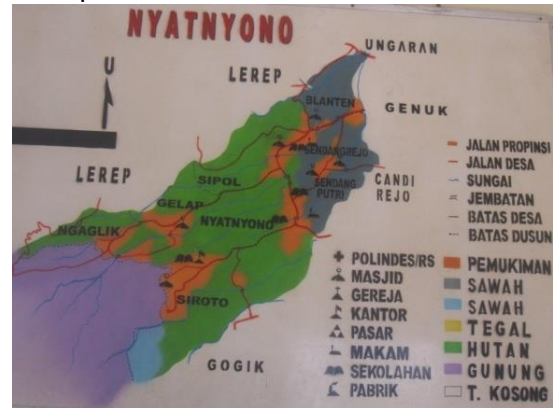 NYATNYONO
UNGARAN
U
LEREP
BLANTEN
GENUK
SENDANGREJO
LEREP
SIPOL
SENDANG
PUTRI
CANDI
REJO
GELAP
NYATNYONO
NGAGLIK
SIROTO
GOGIK
JALAN PROPINSI
JALAN DESA
SUNGAI
JEMBATAN
BATAS DESA
BATAS DUSUN
POLINDES/RS
MASJID
GEREJA
KANTOR
PASAR
MAKAM
SEKOLAHAN
PABRIK
PEMUKIMAN
SAWAH
SAWAH
TEGAL
HUTAN
GUNUNG
T. KOSONG